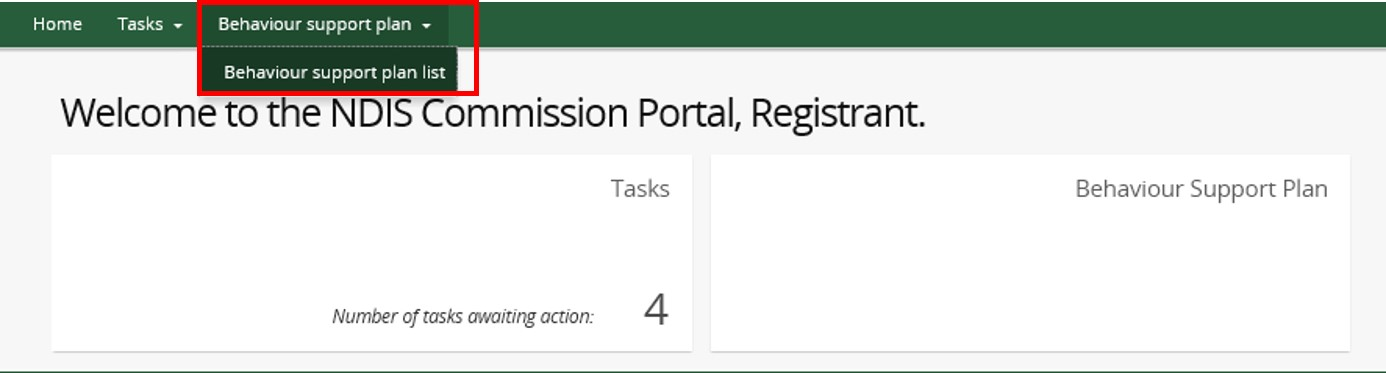 Home Tasks Behaviour support plan
Behaviour support plan list
Welcome to the NDIS Commission Portal, Registrant.
Tasks
Number of tasks awaiting action: 4
Behaviour Support Plan